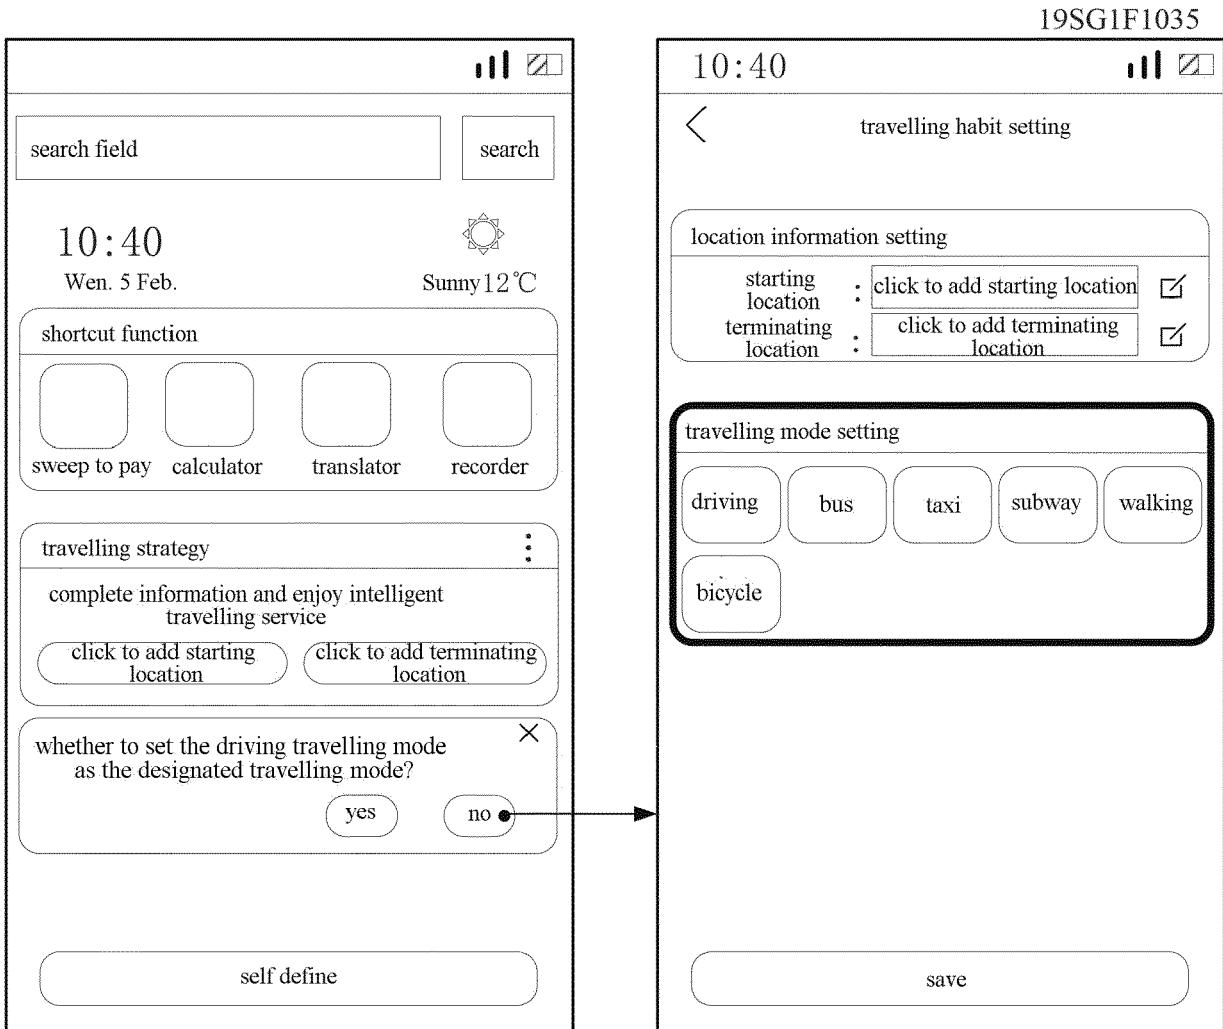 19SG1F1035
search field
search
10:40
Wen. 5 Feb.
Sunny12℃
shortcut function
sweep to pay
calculator
translator
recorder
travelling strategy
complete information and enjoy intelligent
travelling service
click to add starting
location
click to add terminating
location
whether to set the driving travelling mode
as the designated travelling mode?
yes
no
self define
10:40
travelling habit setting
location information setting
starting
location
:
click to add starting location
terminating
location
:
click to add terminating
location
travelling mode setting
driving
bus
taxi
subway
walking
bicycle
save